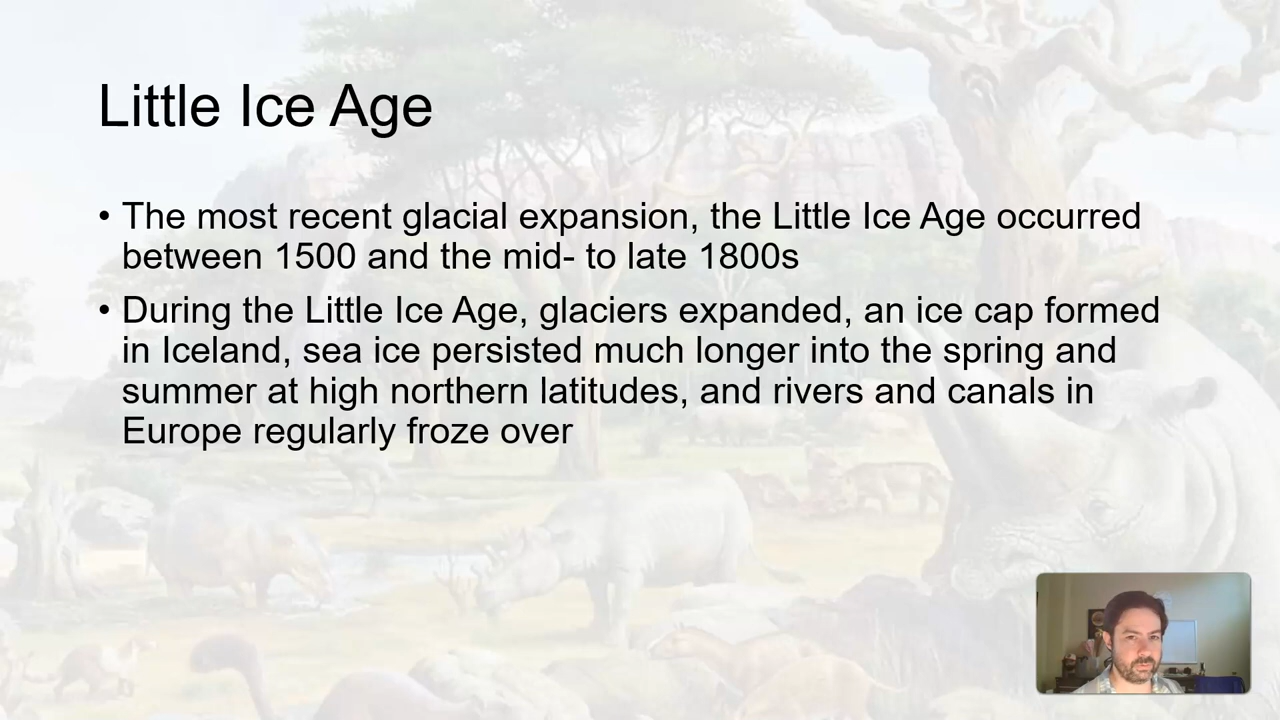 Little Ice Age
• The most recent glacial expansion, the Little Ice Age occurred
between 1500 and the mid- to late 1800s
• During the Little Ice Age, glaciers expanded, an ice cap formed
in Iceland, sea ice persisted much longer into the spring and
summer at high northern latitudes, and rivers and canals in
Europe regularly froze over